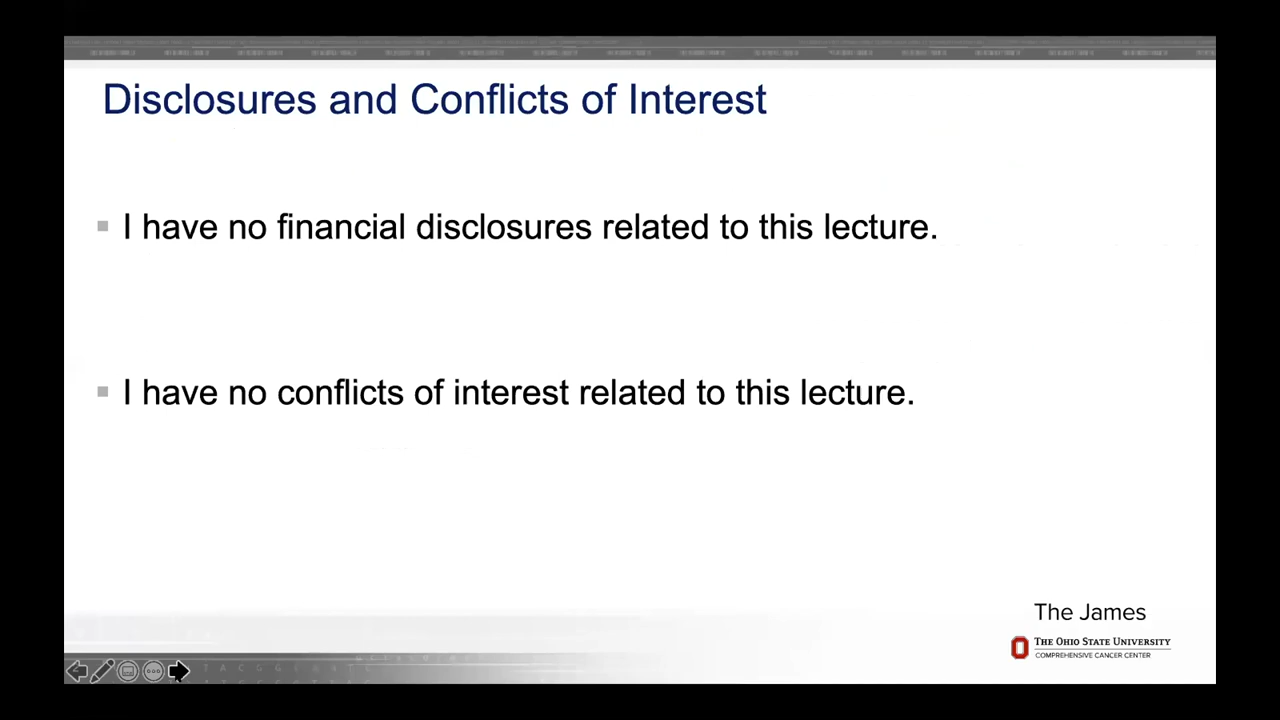 Disclosures and Conflicts of Interest
I have no financial disclosures related to this lecture.
I have no conflicts of interest related to this lecture.
The James
THE OHIO STATE UNIVERSITY
COMPREHENSIVE CANCER CENTER